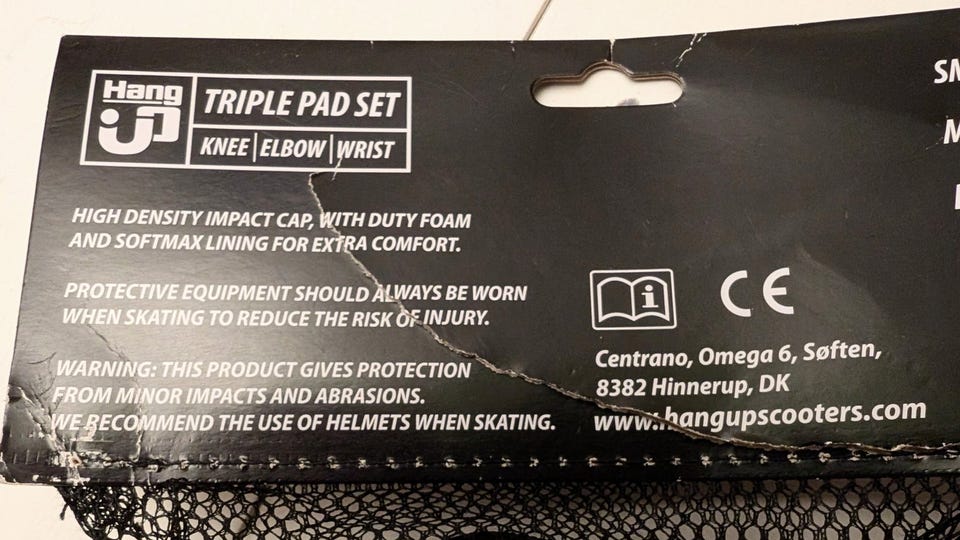 Hang
UP
TRIPLE PAD SET
KNEE | ELBOW | WRIST
HIGH DENSITY IMPACT CAP, WITH DUTY FOAM
AND SOFTMAX LINING FOR EXTRA COMFORT.
PROTECTIVE EQUIPMENT SHOULD ALWAYS BE WORN
WHEN SKATING TO REDUCE THE RISK OF INJURY.
WARNING: THIS PRODUCT GIVES PROTECTION
FROM MINOR IMPACTS AND ABRASIONS.
WE RECOMMEND THE USE OF HELMETS WHEN SKATING.
i
CE
Centrano, Omega 6, Søften,
8382 Hinnerup, DK
www.hangupscooters.com